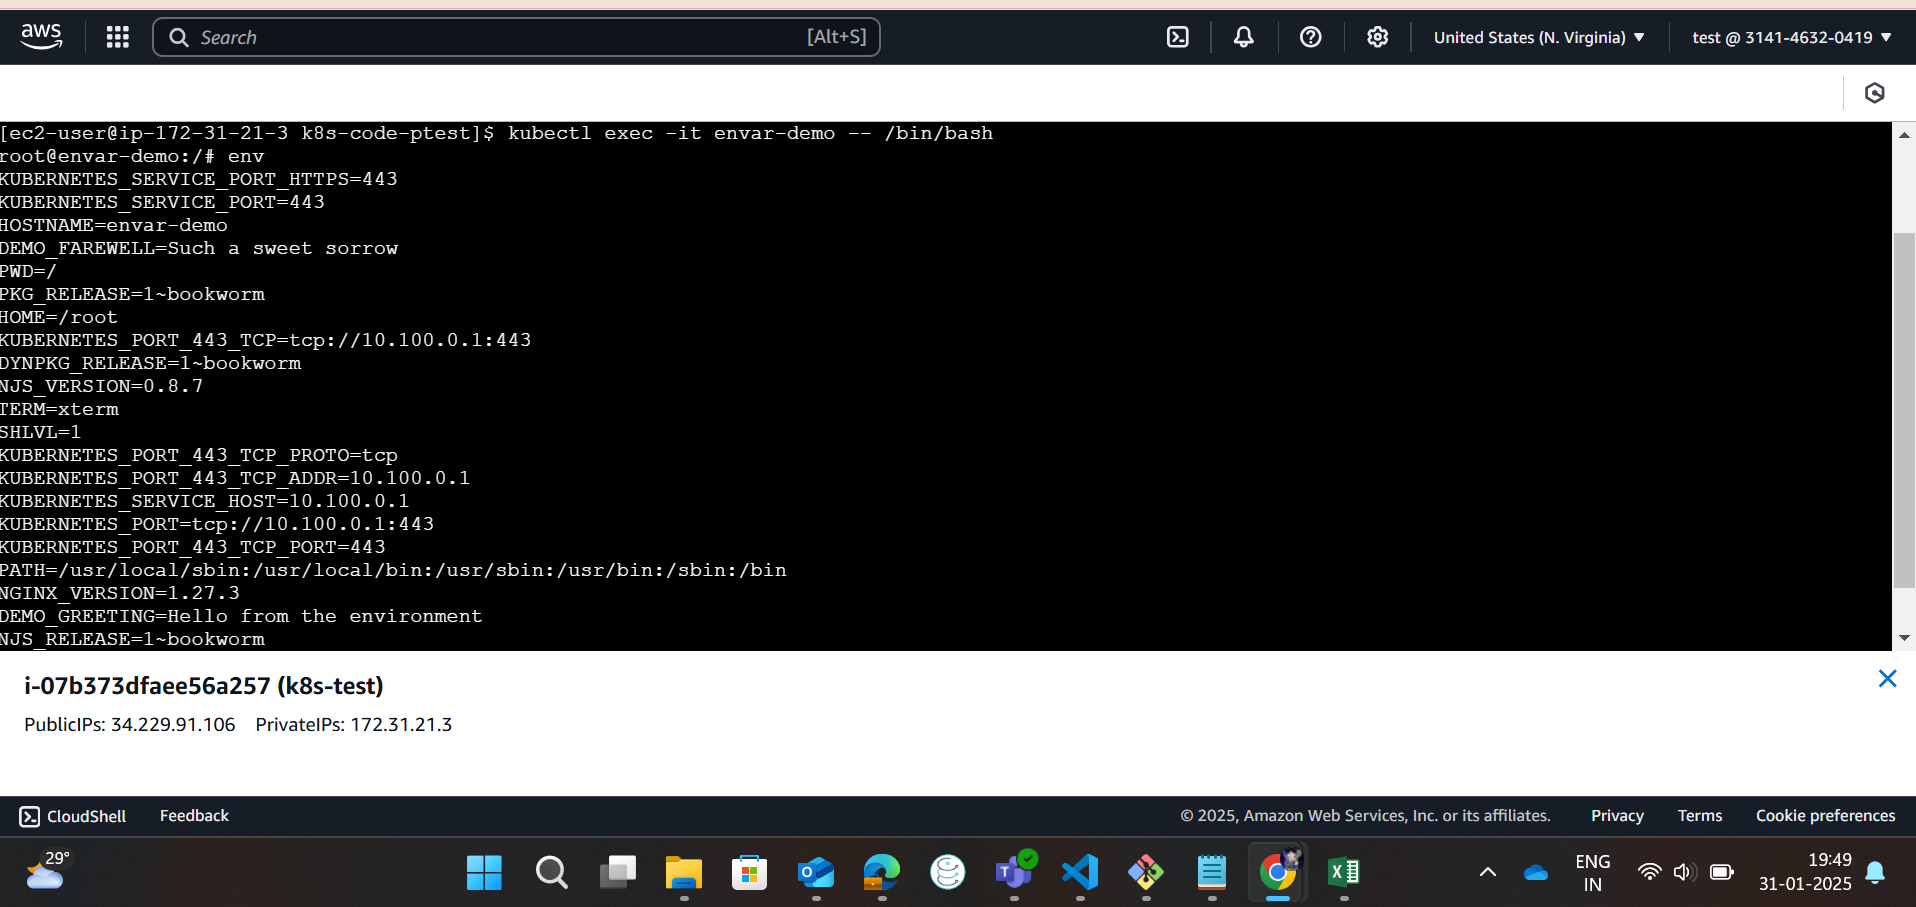 aws
Search [Alt+S] United States (N. Virginia) ▼ test @ 3141-4632-0419 ▼
[ec2-user@ip-172-31-21-3 k8s-code-ptest]$ kubectl exec -it envar-demo -- /bin/bash
root@envar-demo:/# env
KUBERNETES_SERVICE_PORT_HTTPS=443
KUBERNETES_SERVICE_PORT=443
HOSTNAME=envar-demo
DEMO_FAREWELL=Such a sweet sorrow
PWD=/
PKG_RELEASE=1~bookworm
HOME=/root
KUBERNETES_PORT_443_TCP=tcp://10.100.0.1:443
DYNPKG_RELEASE=1~bookworm
NJS_VERSION=0.8.7
TERM=xterm
SHLVL=1
KUBERNETES_PORT_443_TCP_PROTO=tcp
KUBERNETES_PORT_443_TCP_ADDR=10.100.0.1
KUBERNETES_SERVICE_HOST=10.100.0.1
KUBERNETES_PORT=tcp://10.100.0.1:443
KUBERNETES_PORT_443_TCP_PORT=443
PATH=/usr/local/sbin:/usr/local/bin:/usr/sbin:/usr/bin:/sbin:/bin
NGINX_VERSION=1.27.3
DEMO_GREETING=Hello from the environment
NJS_RELEASE=1~bookworm
i-07b373dfaee56a257 (k8s-test)
PublicIPs: 34.229.91.106 PrivateIPs: 172.31.21.3
CloudShell Feedback © 2025, Amazon Web Services, Inc. or its affiliates. Privacy Terms Cookie preferences
29°
ENG
IN
19:49
31-01-2025